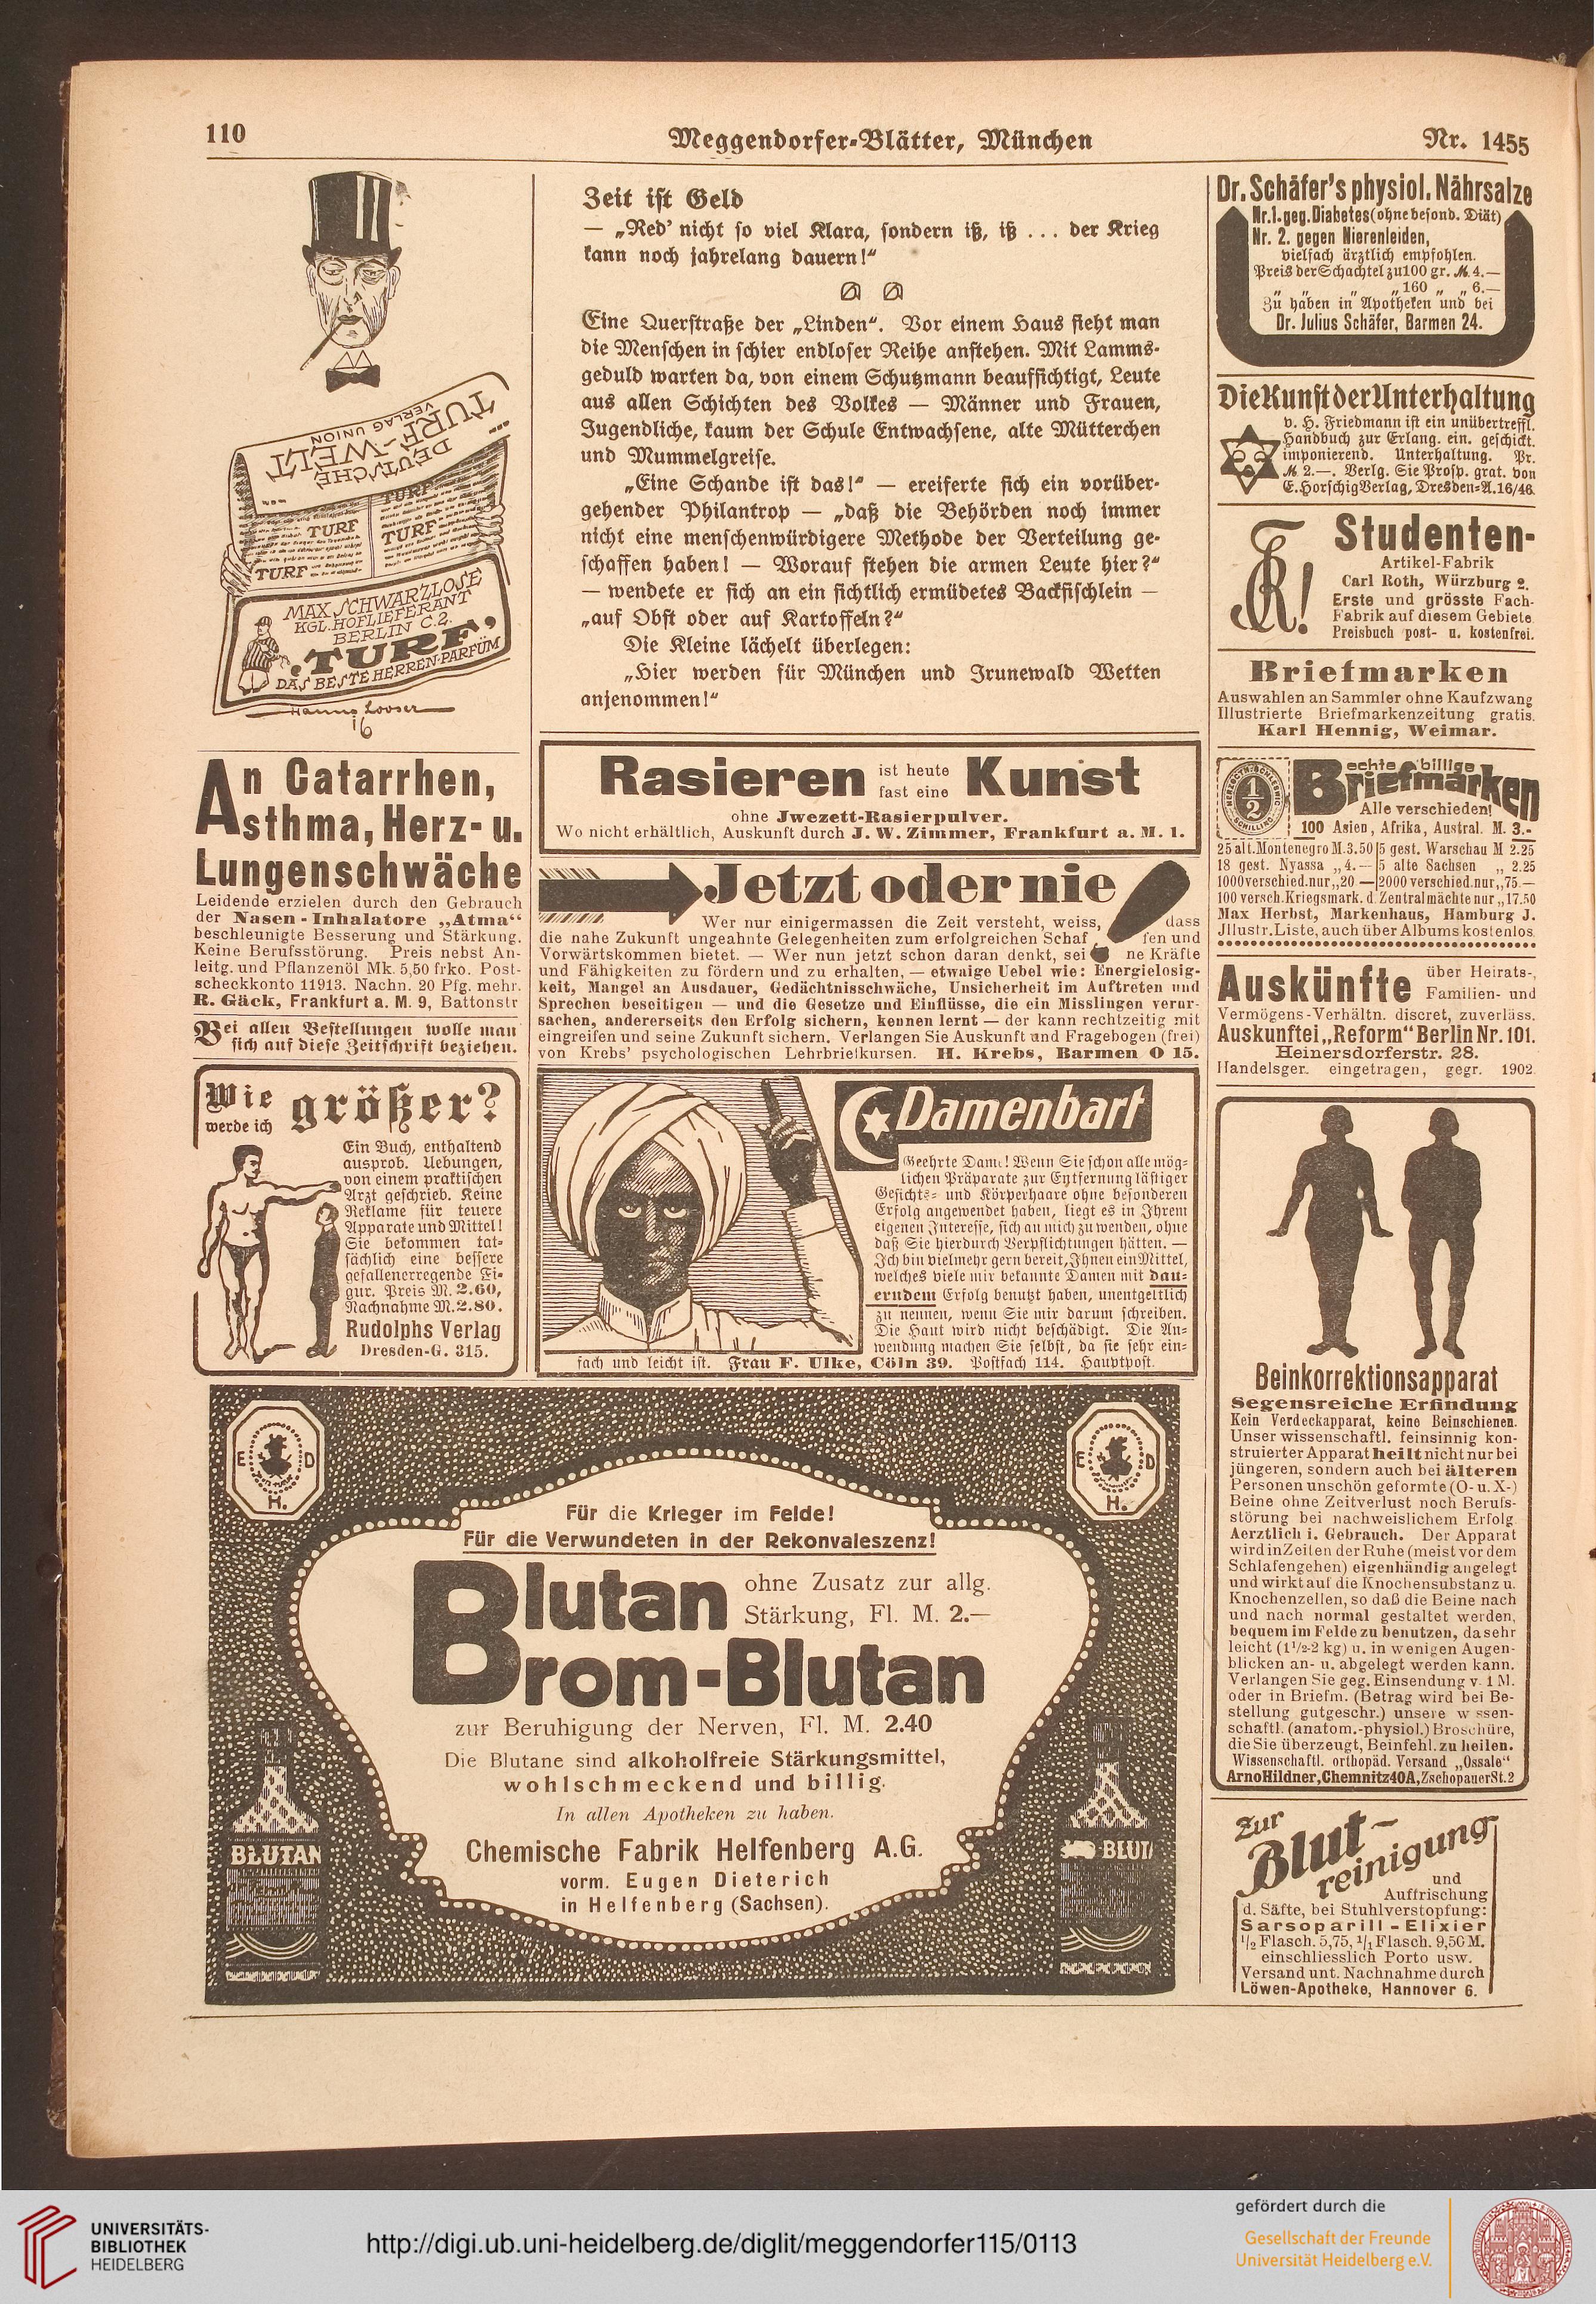 110
Meggendorfer-Blätter, München
Nr. 1455
DEUTSCHE
TURF-WELT
VERLAG UNION
TURF
TURF
TURF
TURF
MAX SCHWARZLOSE
KGL. HOFLIEFERANT
BERLIN C.2.
„TURF“
DAS BESTE HERREN-PARFÜM
Hanns Looser
16
An Catarrhen,
Asthma, Herz- u.
Lungenschwäche
Leidende erzielen durch den Gebrauch
der Nasen-Inhalatore „Atma“
beschleunigte Besserung und Stärkung.
Keine Berufsstörung. Preis nebst An-
leitg. und Pflanzenöl Mk. 5,50 frko. Post-
scheckkonto 11913. Nachn. 20 Pfg. mehr.
R. Gäck, Frankfurt a. M. 9, Battonstr
Bei allen Bestellungen wolle man
sich auf diese Zeitschrift beziehen.
Wie
werde ich größer?
Ein Buch, enthaltend
ausprob. Uebungen,
von einem praktischen
Arzt geschrieb. Keine
Reklame für teuere
Apparate und Mittel!
Sie bekommen tat-
sächlich eine bessere
gefallenerregende Fi-
gur. Preis M. 2.60,
Nachnahme M. 2.80.
Rudolphs Verlag
Dresden-G. 315.
Zeit ist Geld
— „Red’ nicht so viel Klara, sondern iß, iß ... der Krieg
kann noch jahrelang dauern!“
Eine Querstraße der „Linden“. Vor einem Haus sieht man
die Menschen in schier endloser Reihe anstehen. Mit Lamms-
geduld warten da, von einem Schutzmann beaufsichtigt, Leute
aus allen Schichten des Volkes — Männer und Frauen,
Jugendliche, kaum der Schule Entwachsene, alte Mütterchen
und Mummelgreise.
„Eine Schande ist das!“ — ereiferte sich ein vorüber-
gehender Philantrop — „daß die Behörden noch immer
nicht eine menschenwürdigere Methode der Verteilung ge-
schaffen haben! — Worauf stehen die armen Leute hier?“
— wendete er sich an ein sichtlich ermüdetes Backfischlein —
„auf Obst oder auf Kartoffeln?“
Die Kleine lächelt überlegen:
„Hier werden für München und Irunewald Wetten
anjenommen!“
Rasieren ist heute fast eine Kunst
ohne Jwezett-Rasierpulver.
Wo nicht erhältlich, Auskunft durch J. W. Zimmer, Frankfurt a. M. 1.
Jetzt oder nie
Wer nur einigermassen die Zeit versteht, weiss, dass
die nahe Zukunft ungeahnte Gelegenheiten zum erfolgreichen Schaf fen und
Vorwärtskommen bietet. — Wer nun jetzt schon daran denkt, sei ne Kräfte
und Fähigkeiten zu fördern und zu erhalten, — etwaige Uebel wie: Energielosig-
keit, Mangel an Ausdauer, Gedächtnisschwäche, Unsicherheit im Auftreten und
Sprechen beseitigen — und die Gesetze und Einflüsse, die ein Misslingen verur-
sachen, andererseits den Erfolg sichern, kennen lernt — der kann rechtzeitig mit
eingreifen und seine Zukunft sichern. Verlangen Sie Auskunft und Fragebogen (frei)
von Krebs’ psychologischen Lehrbriefkursen. H. Krebs, Barmen O 15.
Damenbart
Geehrte Dame! Wenn Sie schon alle mög-
lichen Präparate zur Entfernung lästiger
Gesichts- und Körperhaare ohne besonderen
Erfolg angewendet haben, liegt es in Ihrem
eigenen Interesse, sich an mich zu wenden, ohne
daß Sie hierdurch Verpflichtungen hätten. —
Ich bin vielmehr gern bereit, Ihnen ein Mittel,
welches viele mir bekannte Damen mit dau-
erndem Erfolg benutzt haben, unentgeltlich
zu nennen, wenn Sie mir darum schreiben.
Die Haut wird nicht beschädigt. Die An-
wendung machen Sie selbst, da sie sehr ein-
fach und leicht ist. Frau F. Ulke, Cöln 39. Postfach 114. Hauptpost.
E D
H.
E D
H.
Für die Krieger im Felde!
Für die Verwundeten in der Rekonvaleszenz!
Blutan ohne Zusatz zur allg.
Stärkung, Fl. M. 2.—
Brom-Blutan
zur Beruhigung der Nerven, Fl. M. 2.40
Die Blutane sind alkoholfreie Stärkungsmittel,
wohlschmeckend und billig.
In allen Apotheken zu haben.
Chemische Fabrik Helfenberg A.G.
vorm. Eugen Dieterich
in Helfenberg (Sachsen).
BLUTAN
BLUT
Dr. Schäfer's physiol. Nährsalze
Nr. 1. geg. Diabetes (ohne besond. Diät)
Nr. 2. gegen Nierenleiden,
vielfach ärztlich empfohlen.
Preis der Schachtel zu 100 gr. M. 4.—
„ „ „ „ 160 „ „ 6.—
Zu haben in Apotheken und bei
Dr. Julius Schäfer, Barmen 24.
Die Kunst der Unterhaltung
v. H. Friedmann ist ein unübertreffl.
Handbuch zur Erlang. ein. geschickt.
imponierend. Unterhaltung. Pr.
M 2.—. Verlg. Sie Prosp. grat. von
E. Horschig Verlag, Dresden-A. 16/46.
Studenten-
Artikel-Fabrik
Carl Roth, Würzburg 2.
Erste und grösste Fach-
Fabrik auf diesem Gebiete
Preisbuch post- u. kostenfrei.
Briefmarken
Auswahlen an Sammler ohne Kaufzwang
Illustrierte Briefmarkenzeitung gratis.
Karl Hennig, Weimar.
echte billige
Briefmarken
Alle verschieden!
100 Asien, Afrika, Austral. M. 3.-
25 alt. Montenegro M. 3.50 5 gest. Warschau M 2.25
18 gest. Nyassa „ 4.— 5 alte Sachsen „ 2.25
1000 verschied. nur „ 20 — 2000 verschied. nur „ 75.—
100 versch. Kriegsmark. d. Zentralmächte nur „ 17.50
Max Herbst, Markenhaus, Hamburg J.
Jllustr. Liste, auch über Albums kostenlos
Auskünfte über Heirats-,
Familien- und
Vermögens-Verhältn. discret, zuverläss.
Auskunftei „Reform“ Berlin Nr. 101.
Heinersdorferstr. 28.
Handelsger. eingetragen, gegr. 1902
Beinkorrektionsapparat
Segensreiche Erfindung
Kein Verdeckapparat, keine Beinschienen.
Unser wissenschaftl. feinsinnig kon-
struierter Apparat heilt nicht nur bei
jüngeren, sondern auch bei älteren
Personen unschön geformte (O- u. X-)
Beine ohne Zeitverlust noch Berufs-
störung bei nachweislichem Erfolg.
Aerztlich i. Gebrauch. Der Apparat
wird in Zeiten der Ruhe (meist vor dem
Schlafengehen) eigenhändig angelegt
und wirkt auf die Knochensubstanz u.
Knochenzellen, so daß die Beine nach
und nach normal gestaltet werden,
bequem im Felde zu benutzen, da sehr
leicht (1 1/2-2 kg) u. in wenigen Augen-
blicken an- u. abgelegt werden kann.
Verlangen Sie geg. Einsendung v. 1 M.
oder in Briefm. (Betrag wird bei Be-
stellung gutgeschr.) unsere w ssen-
schaftl. (anatom.-physiol.) Broschüre,
die Sie überzeugt, Beinfehl. zu heilen.
Wissenschaftl. orthopäd. Versand „Ossale“
Arno Hildner, Chemnitz 40A, Zschopauer St. 2
Zur
Blut-
reinigung
und
Auffrischung
d. Säfte, bei Stuhlverstopfung:
Sarsoparill-Elixier
1/2 Flasch. 5,75, 1/1 Flasch. 9,50 M.
einschliesslich Porto usw.
Versand unt. Nachnahme durch
Löwen-Apotheke, Hannover 6.
UNIVERSITÄTS-
BIBLIOTHEK
HEIDELBERG
http://digi.ub.uni-heidelberg.de/diglit/meggendorfer115/0113
gefördert durch die
Gesellschaft der Freunde
Universität Heidelberg e.V.